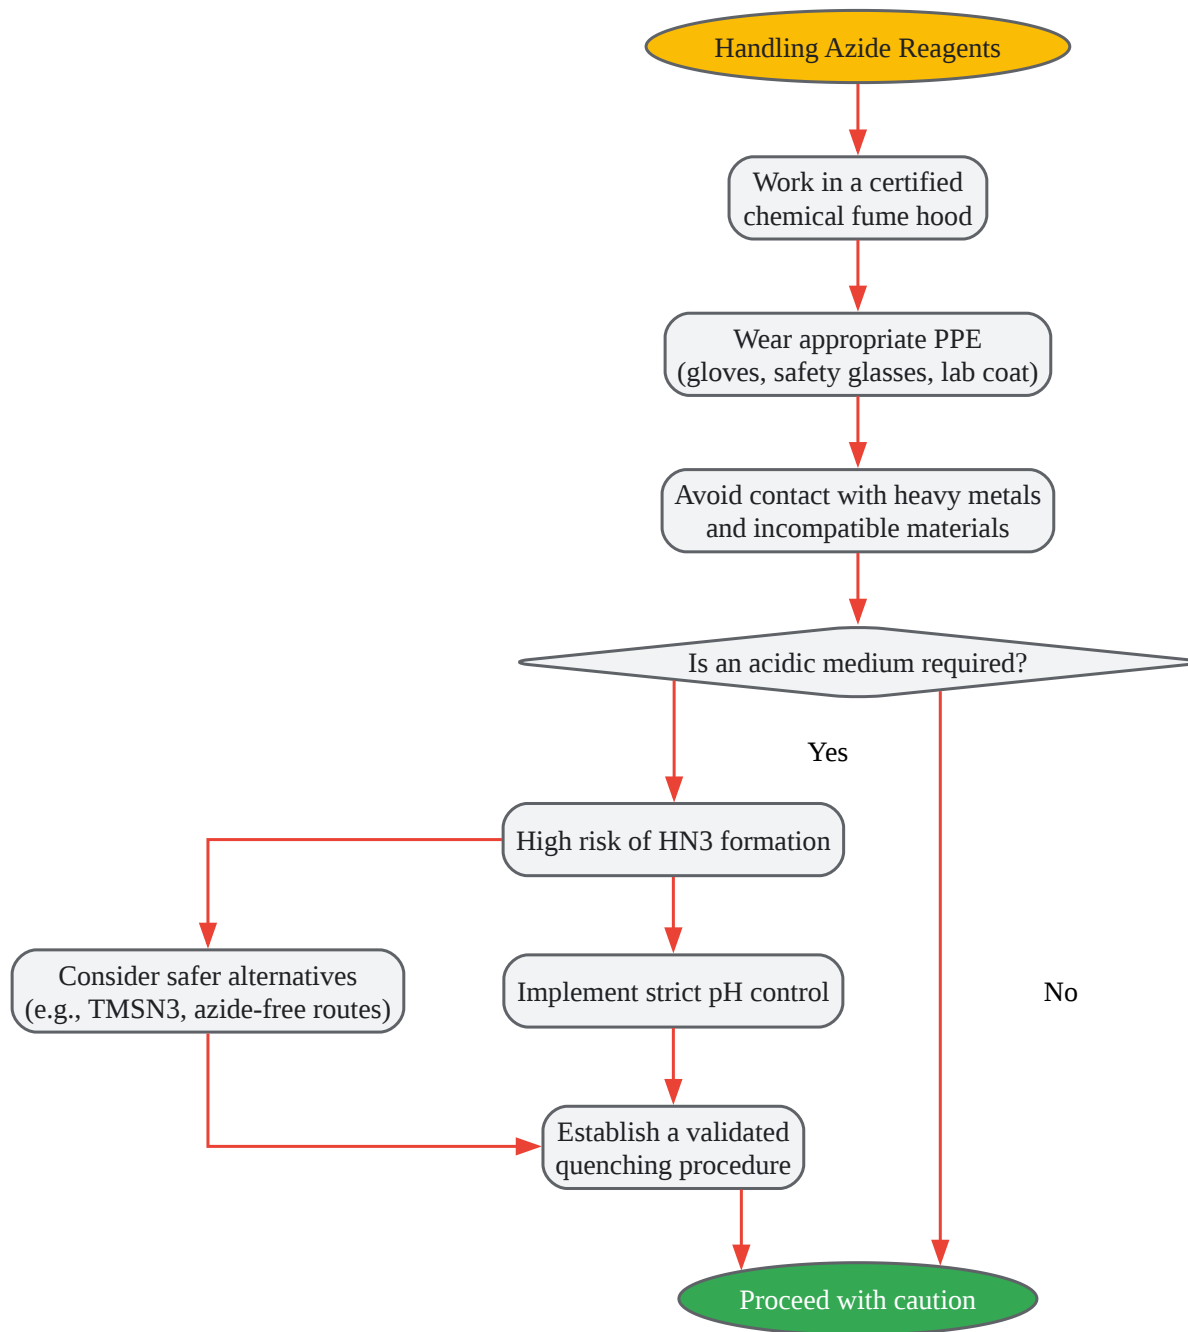 Handling Azide Reagents
Work in a certified
chemical fume hood
Wear appropriate PPE
(gloves, safety glasses, lab coat)
Avoid contact with heavy metals
and incompatible materials
Is an acidic medium required?
Yes
High risk of HN3 formation
Consider safer alternatives
(e.g., TMSN3, azide-free routes)
Implement strict pH control
No
Establish a validated
quenching procedure
Proceed with caution